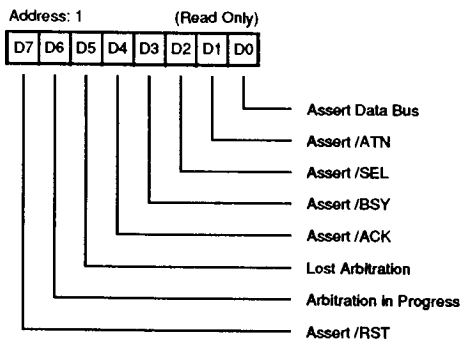 Address: 1 (Read Only)
D7 D6 D5 D4 D3 D2 D1 D0
Assert Data Bus
Assert /ATN
Assert /SEL
Assert /BSY
Assert /ACK
Lost Arbitration
Arbitration in Progress
Assert /RST